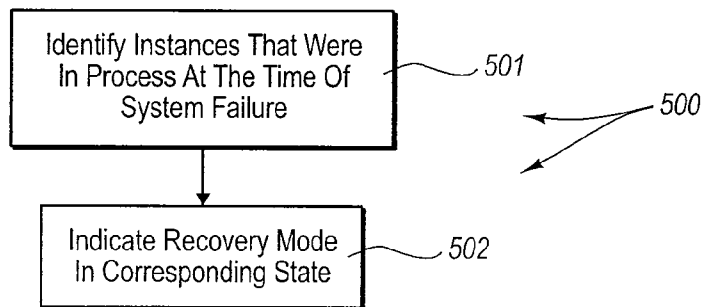 Identify Instances That Were
In Process At The Time Of
System Failure
501
500
Indicate Recovery Mode
In Corresponding State
502